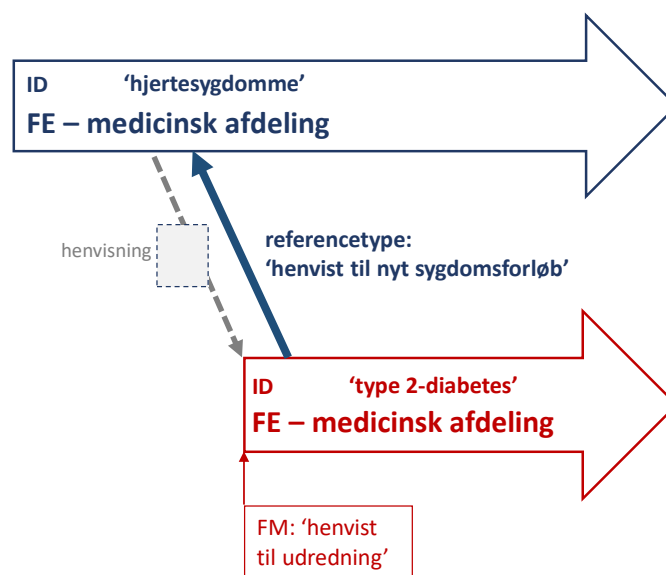 ID ‘hjertesygdomme’
FE – medicinsk afdeling
henvisning
referencetype:
‘henvist til nyt sygdomsforløb’
ID ‘type 2-diabetes’
FE – medicinsk afdeling
FM: ‘henvist
til udredning’